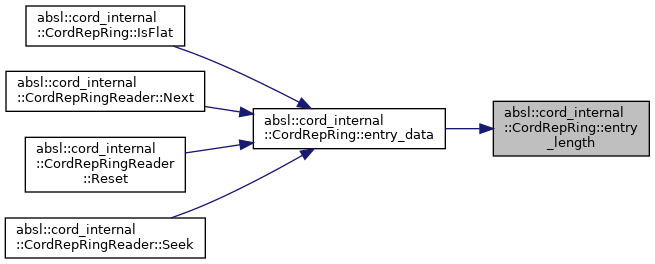 absl::cord_internal
::CordRepRing::IsFlat
absl::cord_internal
::CordRepRingReader::Next
absl::cord_internal
::CordRepRingReader
::Reset
absl::cord_internal
::CordRepRingReader::Seek
absl::cord_internal
::CordRepRing::entry_data
absl::cord_internal
::CordRepRing::entry
_length